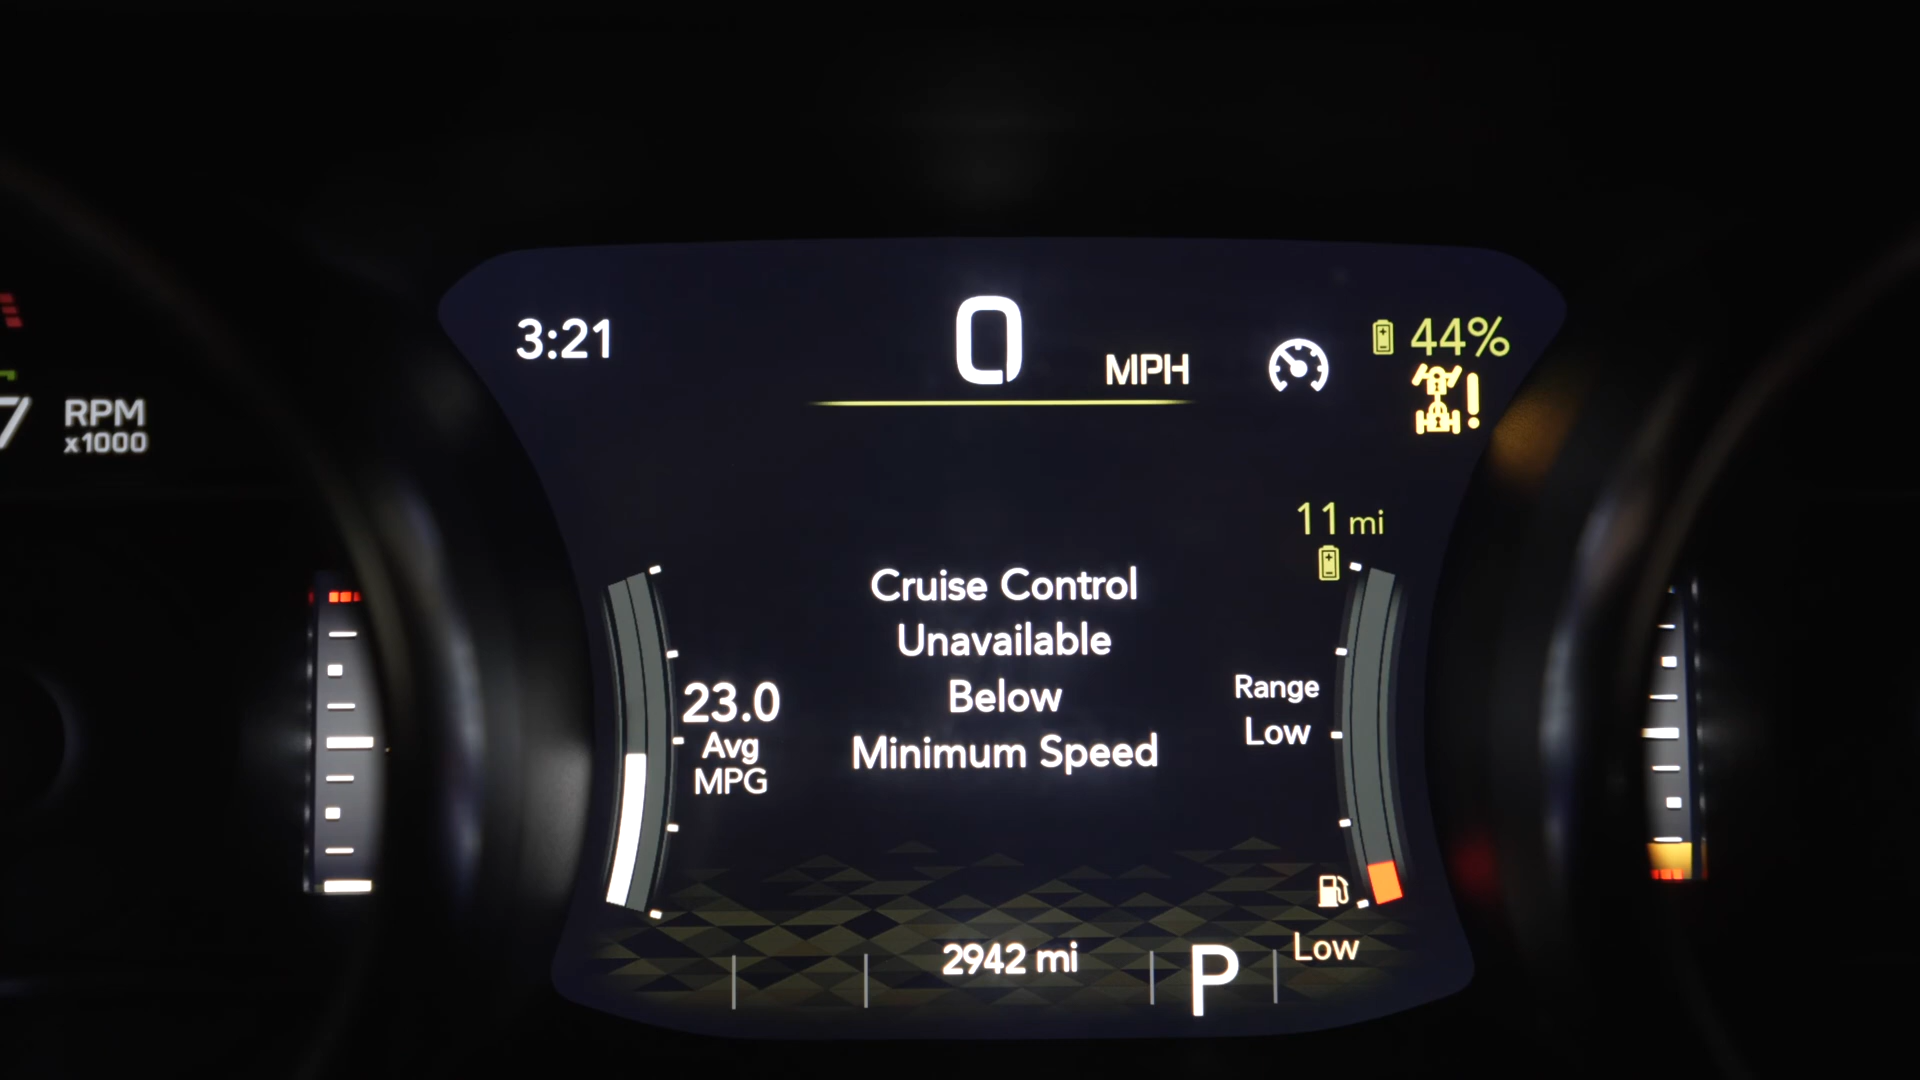 3:21
0
MPH
44%
7
RPM
x1000
11 mi
Cruise Control
Unavailable
Below
Minimum Speed
23.0
Avg
MPG
Range
Low
2942 mi
P
Low